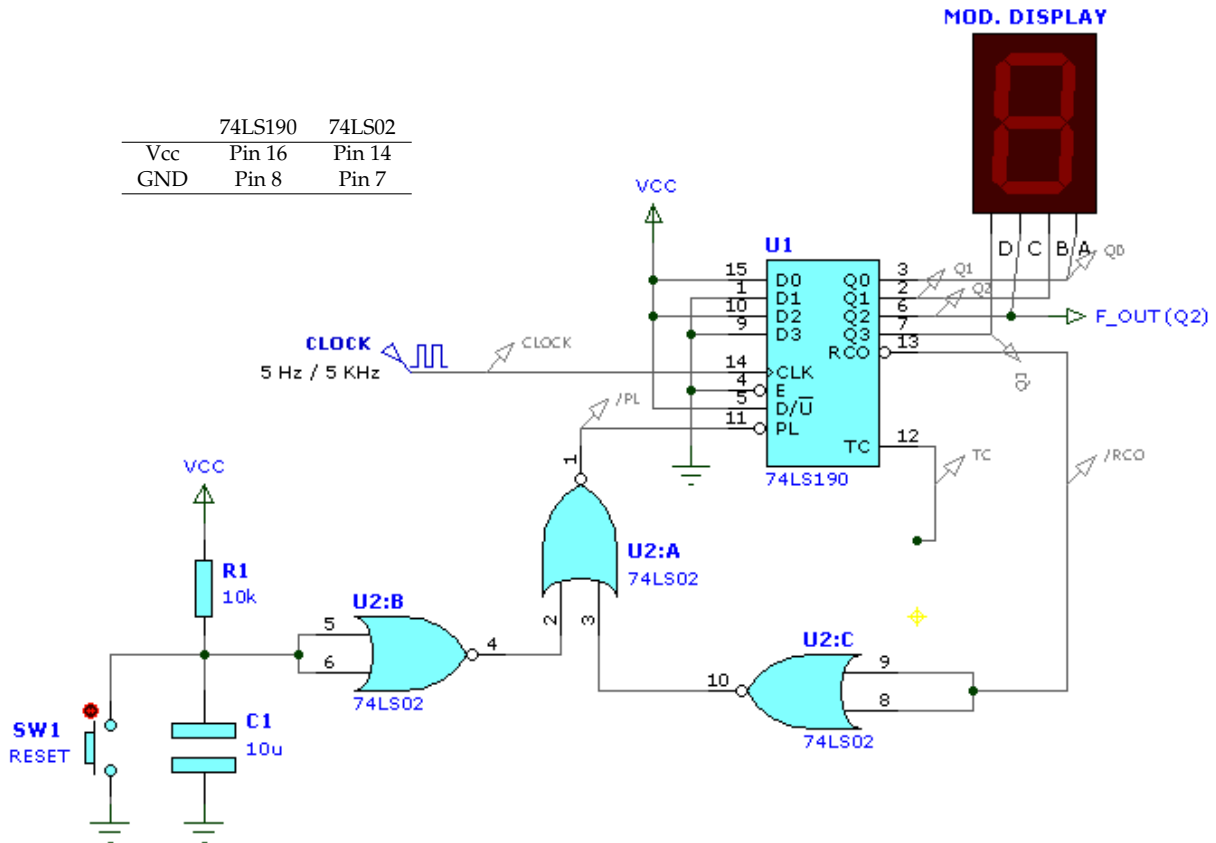 MOD. DISPLAY
74LS190 74LS02
Vcc Pin 16 Pin 14
GND Pin 8 Pin 7
VCC
D C B A
Q0
U1
15 D0 Q0 3
1 D1 Q1 2
10 D2 Q2 6
9 D3 Q3 7
RCO 13
14 CLK
4 E
5 D/U̅
11 PL
TC 12
74LS190
Q1
Q2
F_OUT(Q2)
CLOCK
5 Hz / 5 KHz
CLOCK
/PL
TC
/RCO
VCC
1
U2:A
74LS02
2 3
R1
10k
U2:B
5
6
4
74LS02
U2:C
9
8
10
74LS02
SW1
RESET
C1
10u